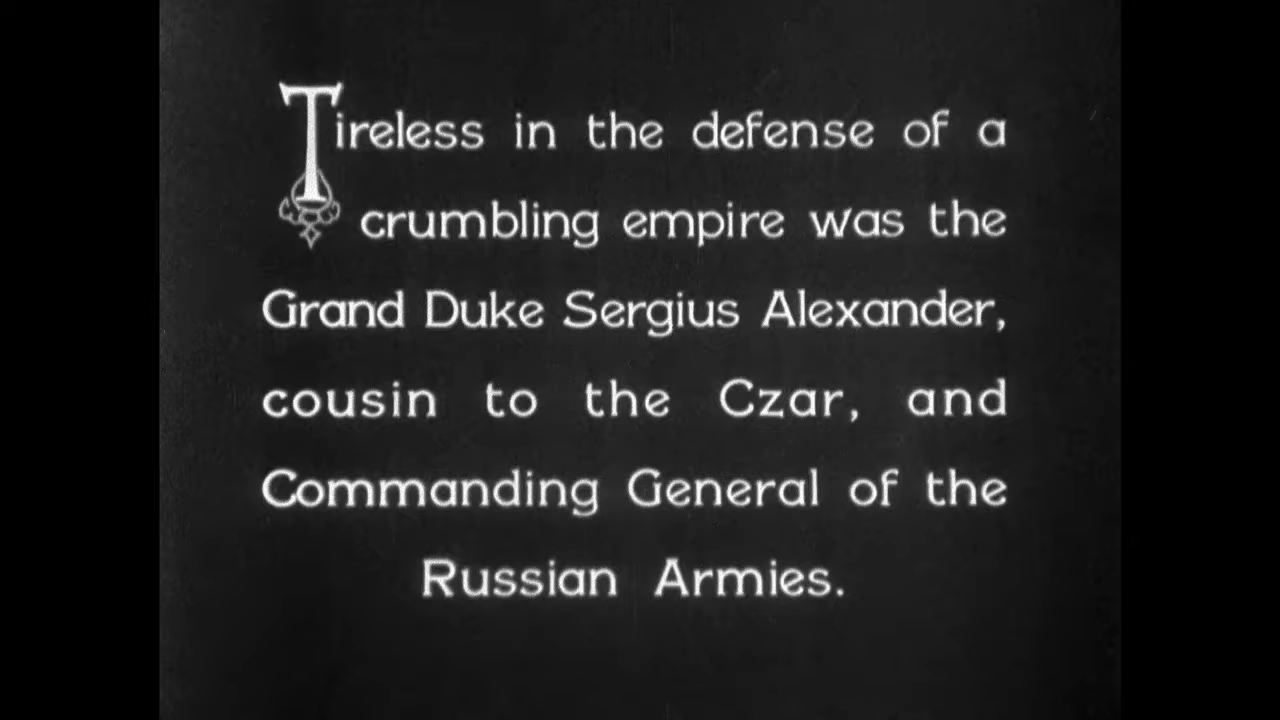 Tireless in the defense of a
crumbling empire was the
Grand Duke Sergius Alexander,
cousin to the Czar, and
Commanding General of the
Russian Armies.